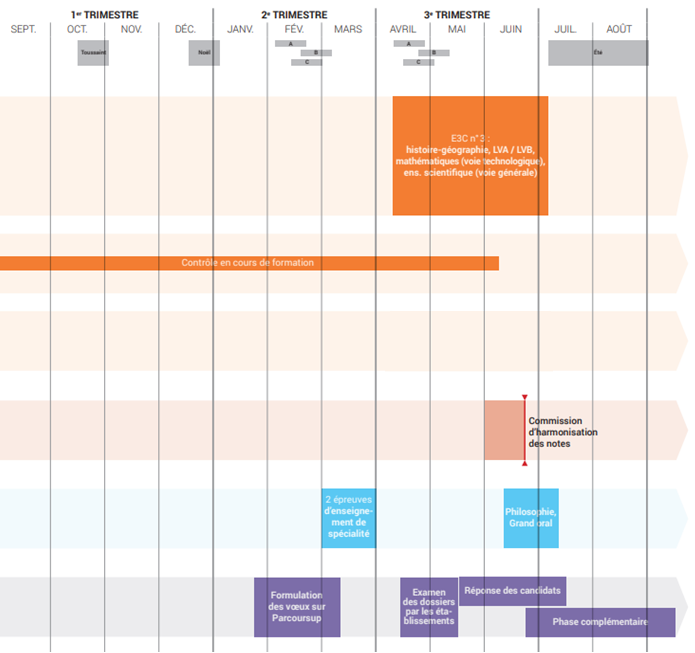 1er TRIMESTRE
2e TRIMESTRE
3e TRIMESTRE
SEPT.
OCT.
NOV.
DÉC.
JANV.
FÉV.
MARS
AVRIL
MAI
JUIN
JUIL.
AOÛT
Toussaint
Noël
A
B
C
A
B
C
Été
E3C n° 3 :
histoire-géographie, LVA / LVB,
mathématiques (voie technologique),
ens. scientifique (voie générale)
Contrôle en cours de formation
Commission
d'harmonisation
des notes
2 épreuves
d'enseigne-
ment de
spécialité
Philosophie,
Grand oral
Formulation
des vœux sur
Parcoursup
Examen
des dossiers
par les éta-
blissements
Réponse des candidats
Phase complémentaire